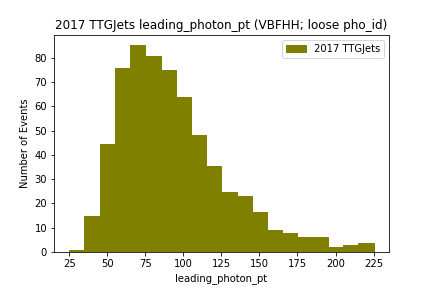 2017 TTGJets leading_photon_pt (VBFHH; loose pho_id)
2017 TTGJets
80
70
60
50
40
30
20
10
0
Number of Events
25 50 75 100 125 150 175 200 225
leading_photon_pt